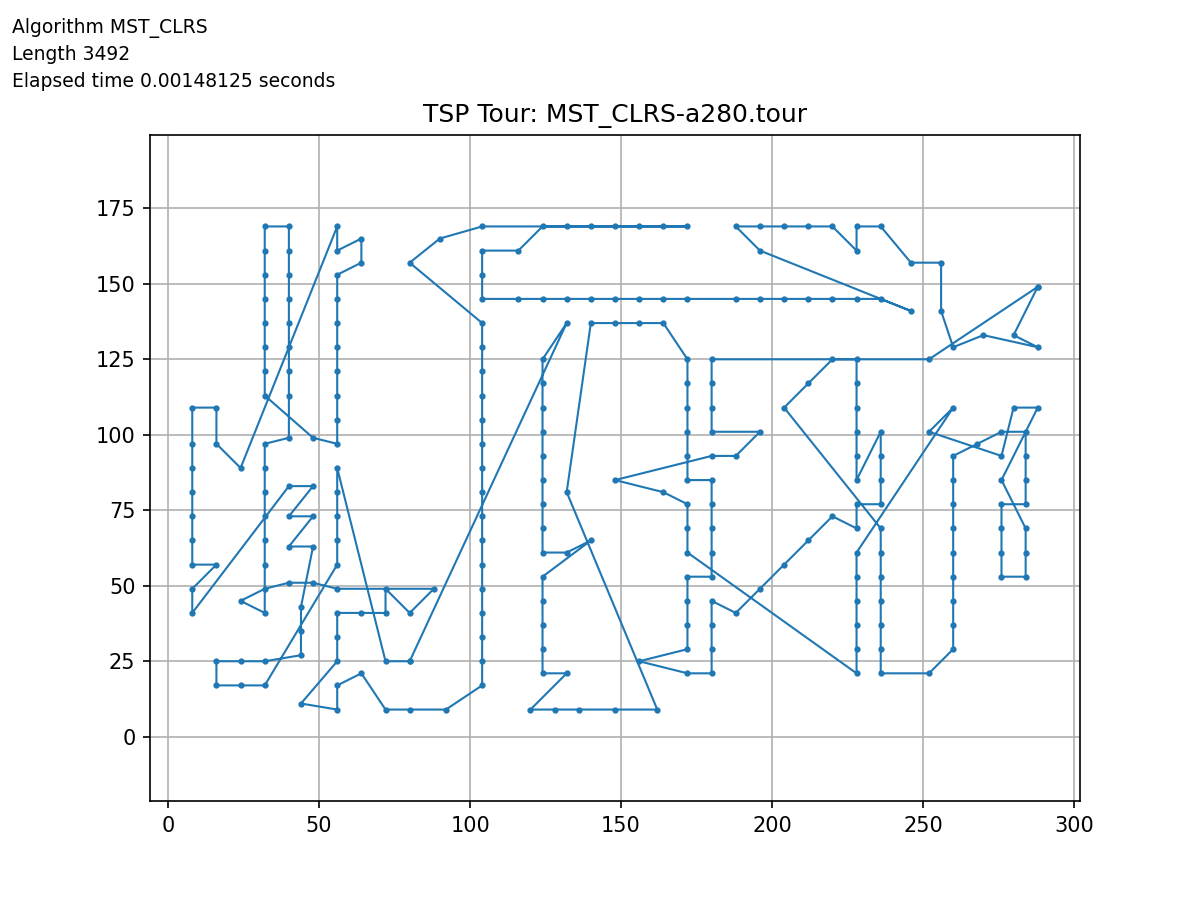 Algorithm MST_CLRS
Length 3492
Elapsed time 0.00148125 seconds
TSP Tour: MST_CLRS-a280.tour
175
150
125
100
75
50
25
0
0 50 100 150 200 250 300